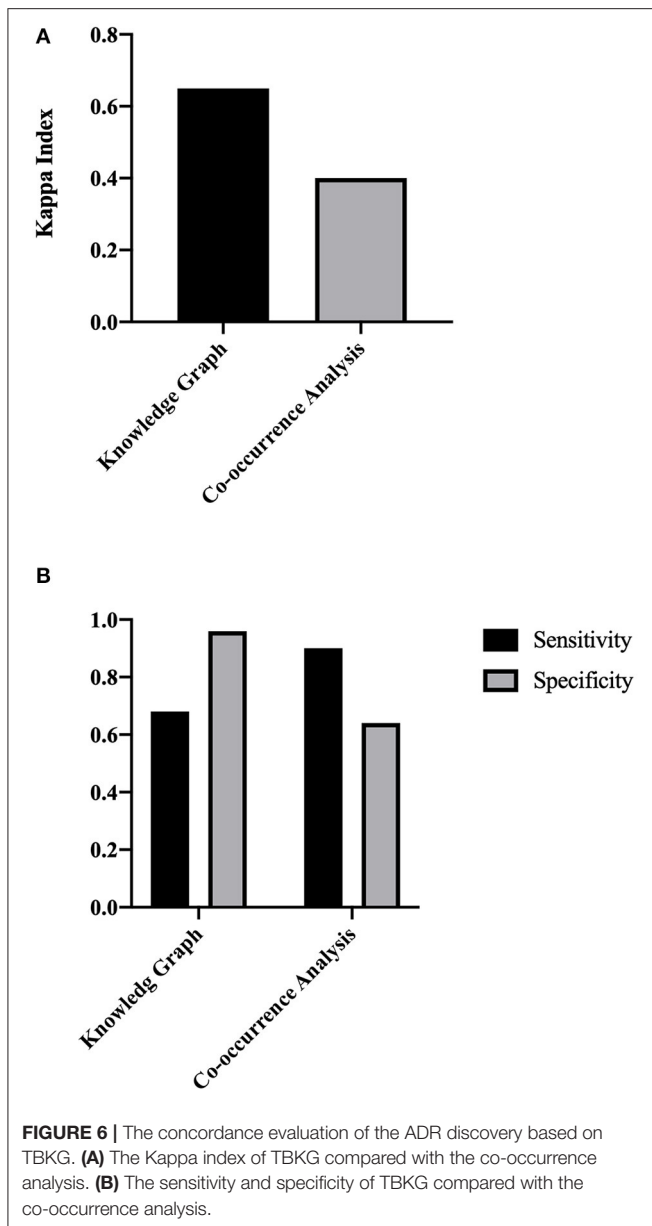 A
Kappa Index
0.8
0.6
0.4
0.2
0.0
Knowledge Graph
Co-occurrence Analysis
B
1.0
0.8
0.6
0.4
0.2
0.0
Sensitivity
Specificity
Knowledg Graph
Co-occurrence Analysis
FIGURE 6 | The concordance evaluation of the ADR discovery based on
TBKG. (A) The Kappa index of TBKG compared with the co-occurrence
analysis. (B) The sensitivity and specificity of TBKG compared with the
co-occurrence analysis.